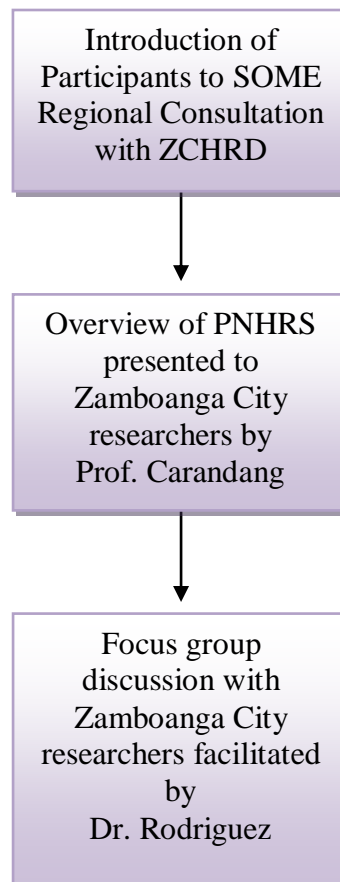 Introduction of
Participants to SOME
Regional Consultation
with ZCHRD
Overview of PNHRS
presented to
Zamboanga City
researchers by
Prof. Carandang
Focus group
discussion with
Zamboanga City
researchers facilitated
by
Dr. Rodriguez